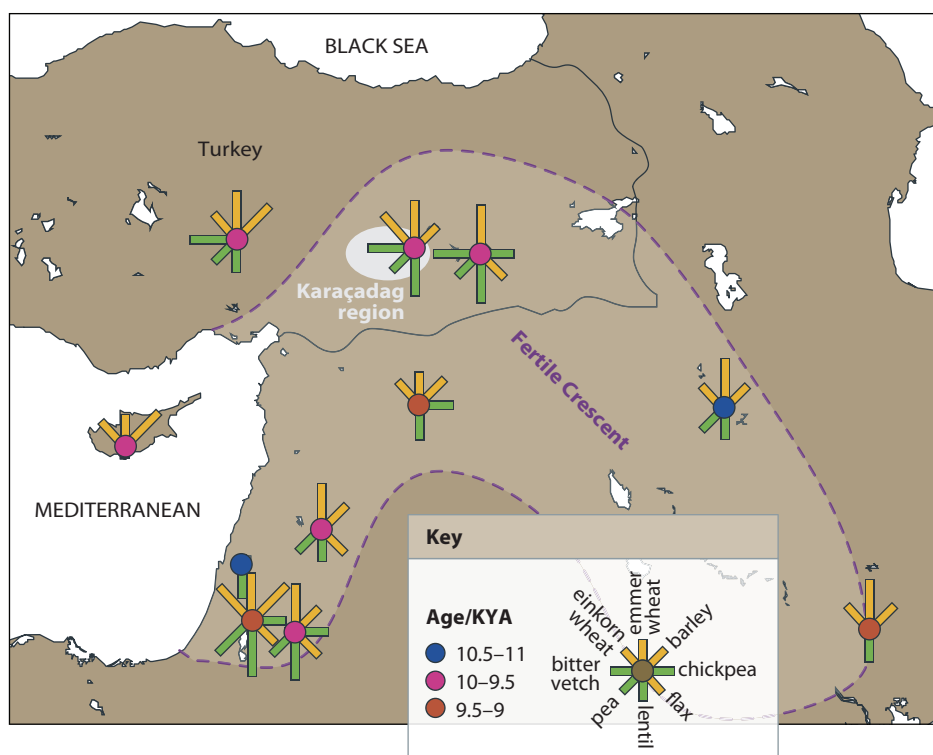 BLACK SEA
Turkey
Karaçadag
region
Fertile Crescent
MEDITERRANEAN
Key
Age/KYA
10.5–11
10–9.5
9.5–9
einkorn
wheat
emmer
wheat
barley
bitter
vetch
chickpea
pea
lentil
flax